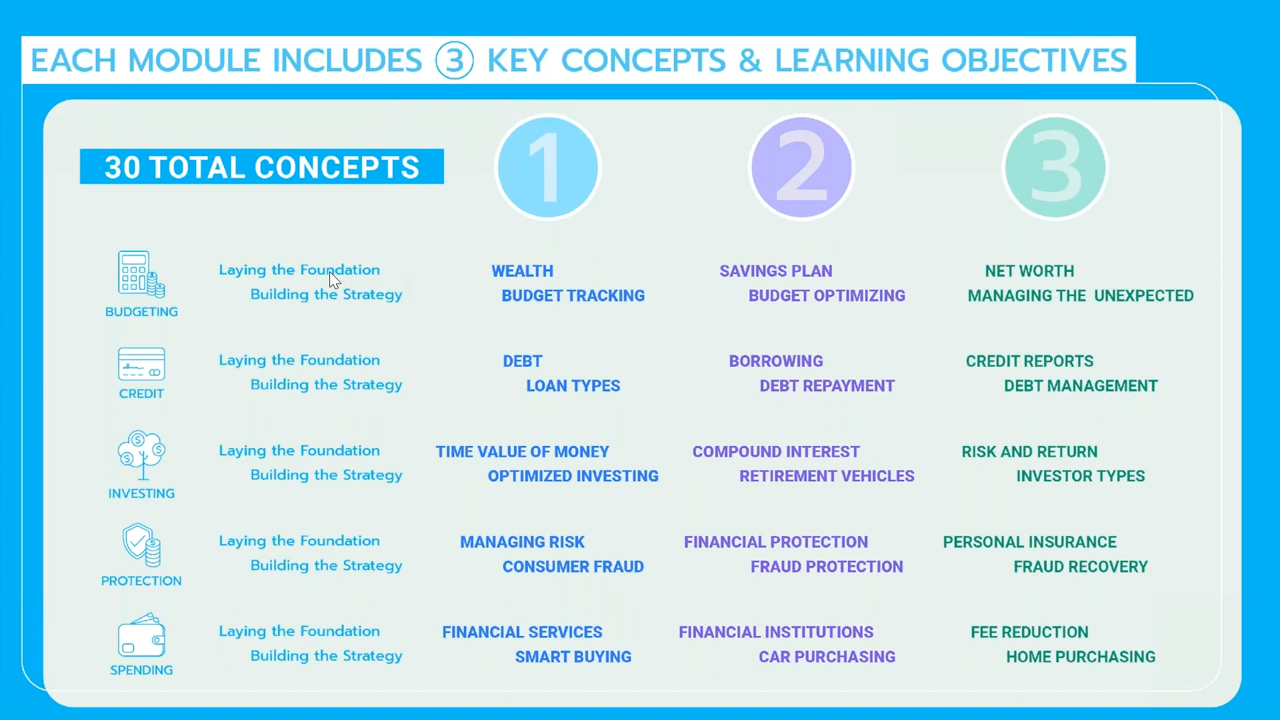 EACH MODULE INCLUDES 3 KEY CONCEPTS & LEARNING OBJECTIVES
30 TOTAL CONCEPTS 1 2 3
Laying the Foundation WEALTH SAVINGS PLAN NET WORTH
Building the Strategy BUDGET TRACKING BUDGET OPTIMIZING MANAGING THE UNEXPECTED
BUDGETING
Laying the Foundation DEBT BORROWING CREDIT REPORTS
Building the Strategy LOAN TYPES DEBT REPAYMENT DEBT MANAGEMENT
CREDIT
Laying the Foundation TIME VALUE OF MONEY COMPOUND INTEREST RISK AND RETURN
Building the Strategy OPTIMIZED INVESTING RETIREMENT VEHICLES INVESTOR TYPES
INVESTING
Laying the Foundation MANAGING RISK FINANCIAL PROTECTION PERSONAL INSURANCE
Building the Strategy CONSUMER FRAUD FRAUD PROTECTION FRAUD RECOVERY
PROTECTION
Laying the Foundation FINANCIAL SERVICES FINANCIAL INSTITUTIONS FEE REDUCTION
Building the Strategy SMART BUYING CAR PURCHASING HOME PURCHASING
SPENDING